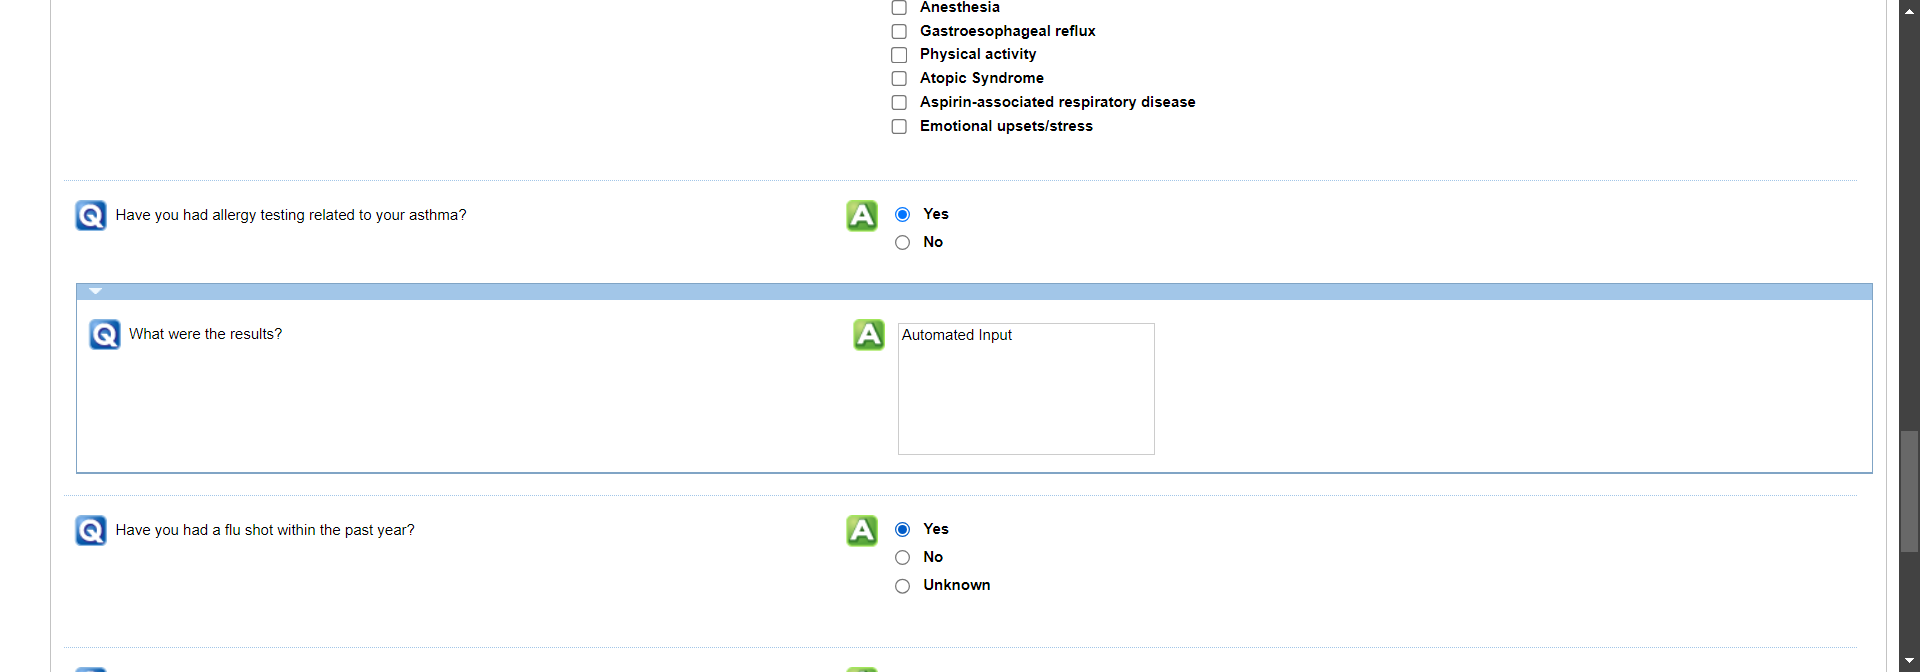 Anesthesia
Gastroesophageal reflux
Physical activity
Atopic Syndrome
Aspirin-associated respiratory disease
Emotional upsets/stress
Q Have you had allergy testing related to your asthma?
A Yes
No
Q What were the results?
A Automated Input
Q Have you had a flu shot within the past year?
A Yes
No
Unknown